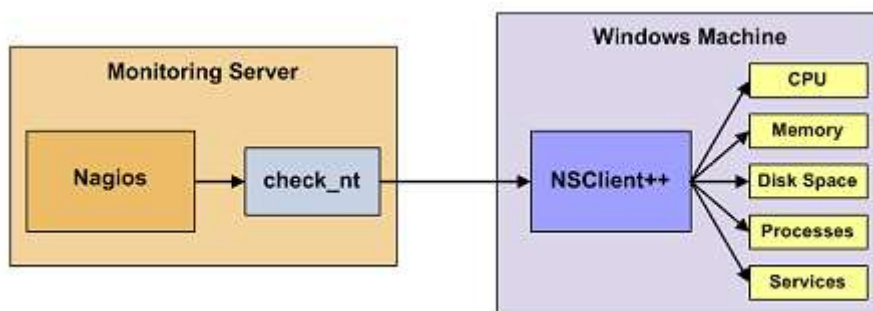 Monitoring Server
Nagios
check_nt
Windows Machine
NSClient++
CPU
Memory
Disk Space
Processes
Services